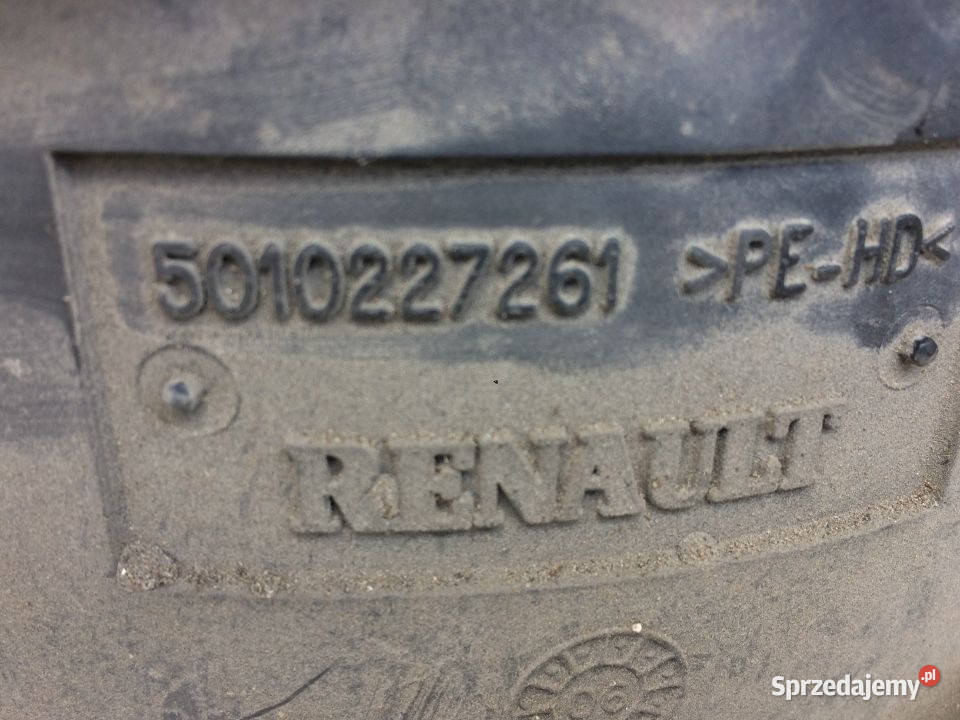 5010227261 >PE-HD<
RENAULT
Sprzedajemy.pl